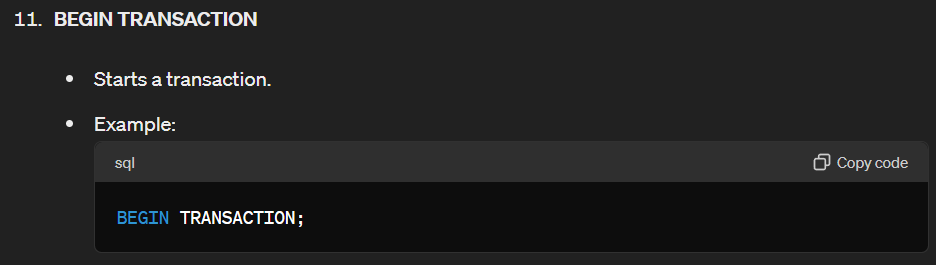 11. BEGIN TRANSACTION
• Starts a transaction.
• Example:
sql Copy code
BEGIN TRANSACTION;